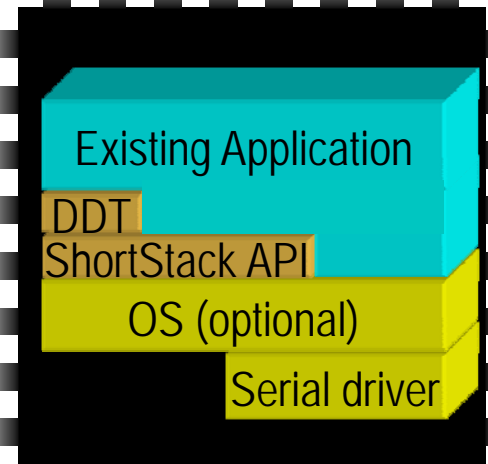 Existing Application
DDT
ShortStack API
OS (optional)
Serial driver